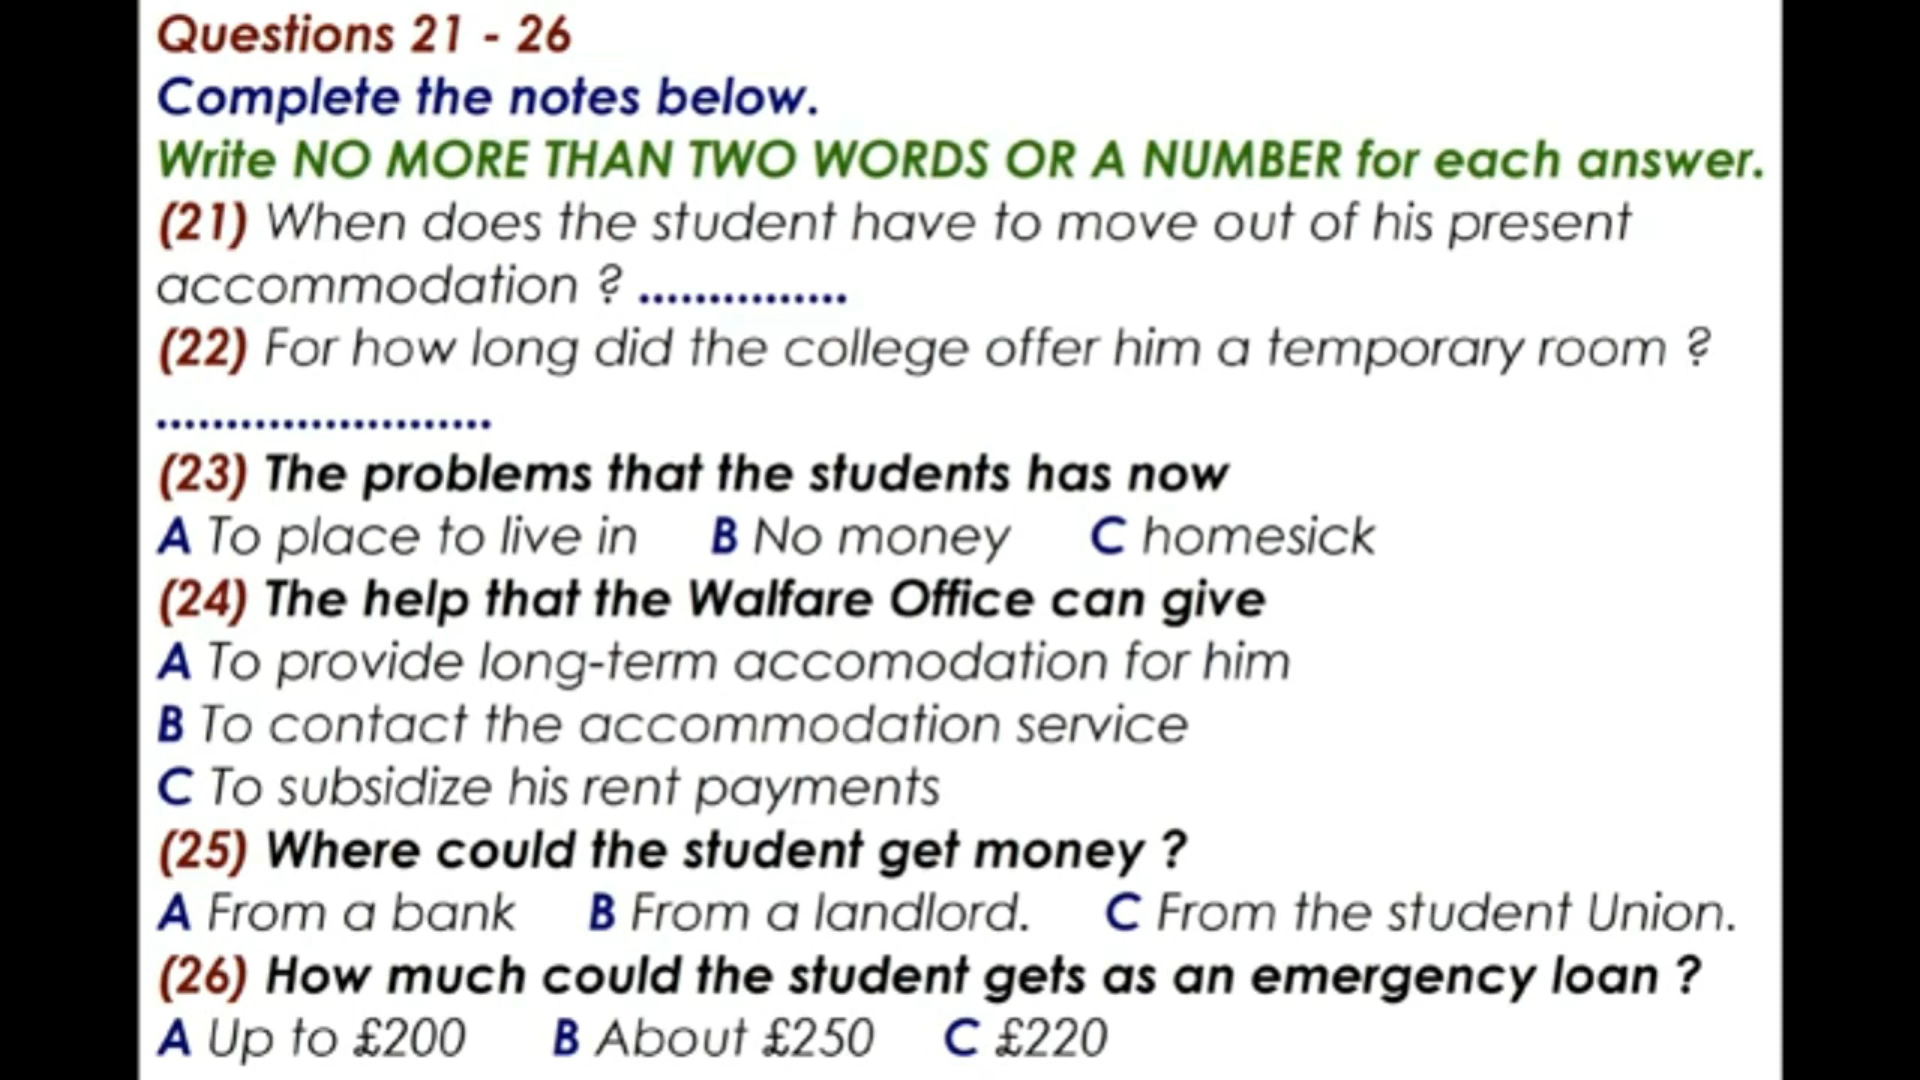 Questions 21 - 26
Complete the notes below.
Write NO MORE THAN TWO WORDS OR A NUMBER for each answer.
(21) When does the student have to move out of his present
accommodation ? ...............
(22) For how long did the college offer him a temporary room ?
........................
(23) The problems that the students has now
A To place to live in B No money C homesick
(24) The help that the Walfare Office can give
A To provide long-term accomodation for him
B To contact the accommodation service
C To subsidize his rent payments
(25) Where could the student get money ?
A From a bank B From a landlord. C From the student Union.
(26) How much could the student gets as an emergency loan ?
A Up to £200 B About £250 C £220